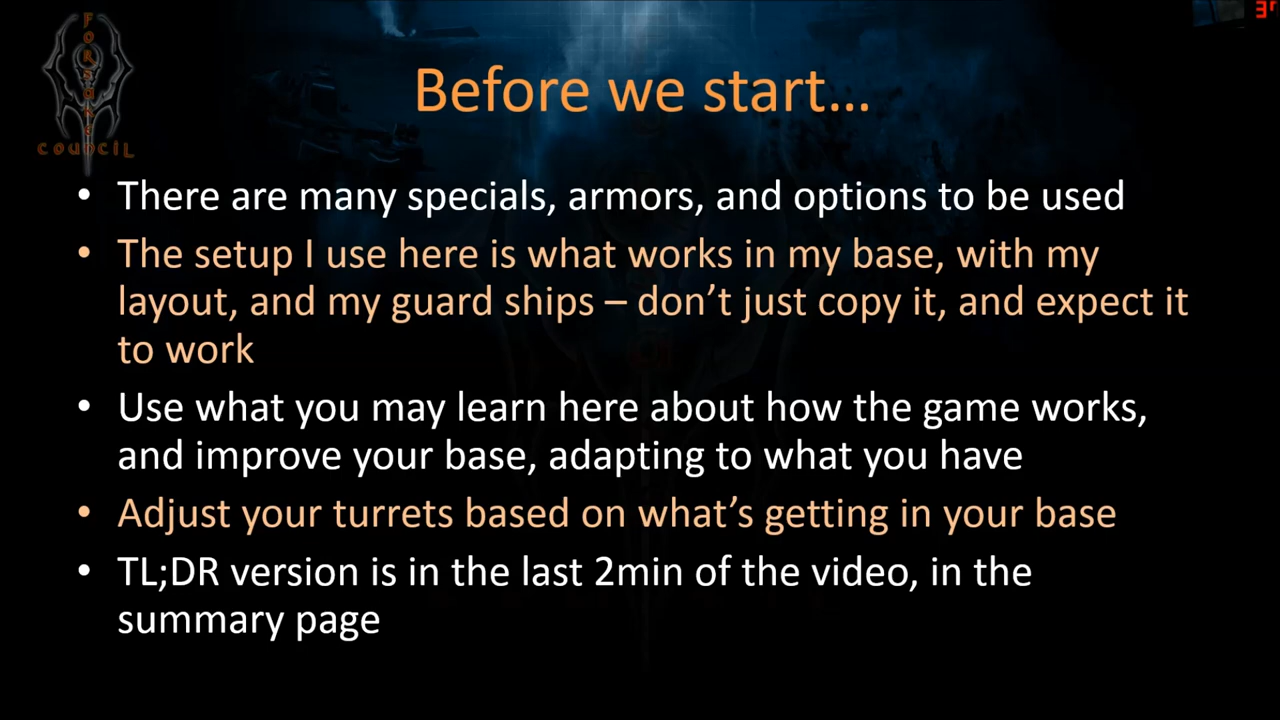 Before we start…
• There are many specials, armors, and options to be used
• The setup I use here is what works in my base, with my
layout, and my guard ships – don’t just copy it, and expect it
to work
• Use what you may learn here about how the game works,
and improve your base, adapting to what you have
• Adjust your turrets based on what’s getting in your base
• TL;DR version is in the last 2min of the video, in the
summary page
council